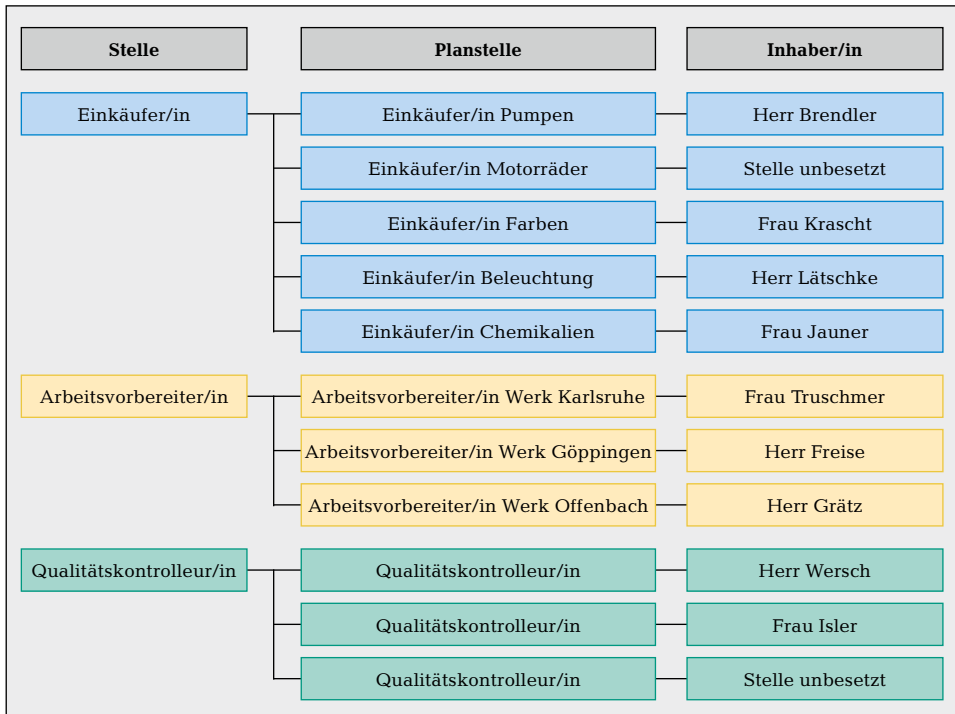 Stelle
Planstelle
Inhaber/in
Einkäufer/in
Einkäufer/in Pumpen
Herr Brendler
Einkäufer/in Motorräder
Stelle unbesetzt
Einkäufer/in Farben
Frau Krascht
Einkäufer/in Beleuchtung
Herr Lätschke
Einkäufer/in Chemikalien
Frau Jauner
Arbeitsvorbereiter/in
Arbeitsvorbereiter/in Werk Karlsruhe
Frau Truschmer
Arbeitsvorbereiter/in Werk Göppingen
Herr Freise
Arbeitsvorbereiter/in Werk Offenbach
Herr Grätz
Qualitätskontrolleur/in
Qualitätskontrolleur/in
Herr Wersch
Qualitätskontrolleur/in
Frau Isler
Qualitätskontrolleur/in
Stelle unbesetzt